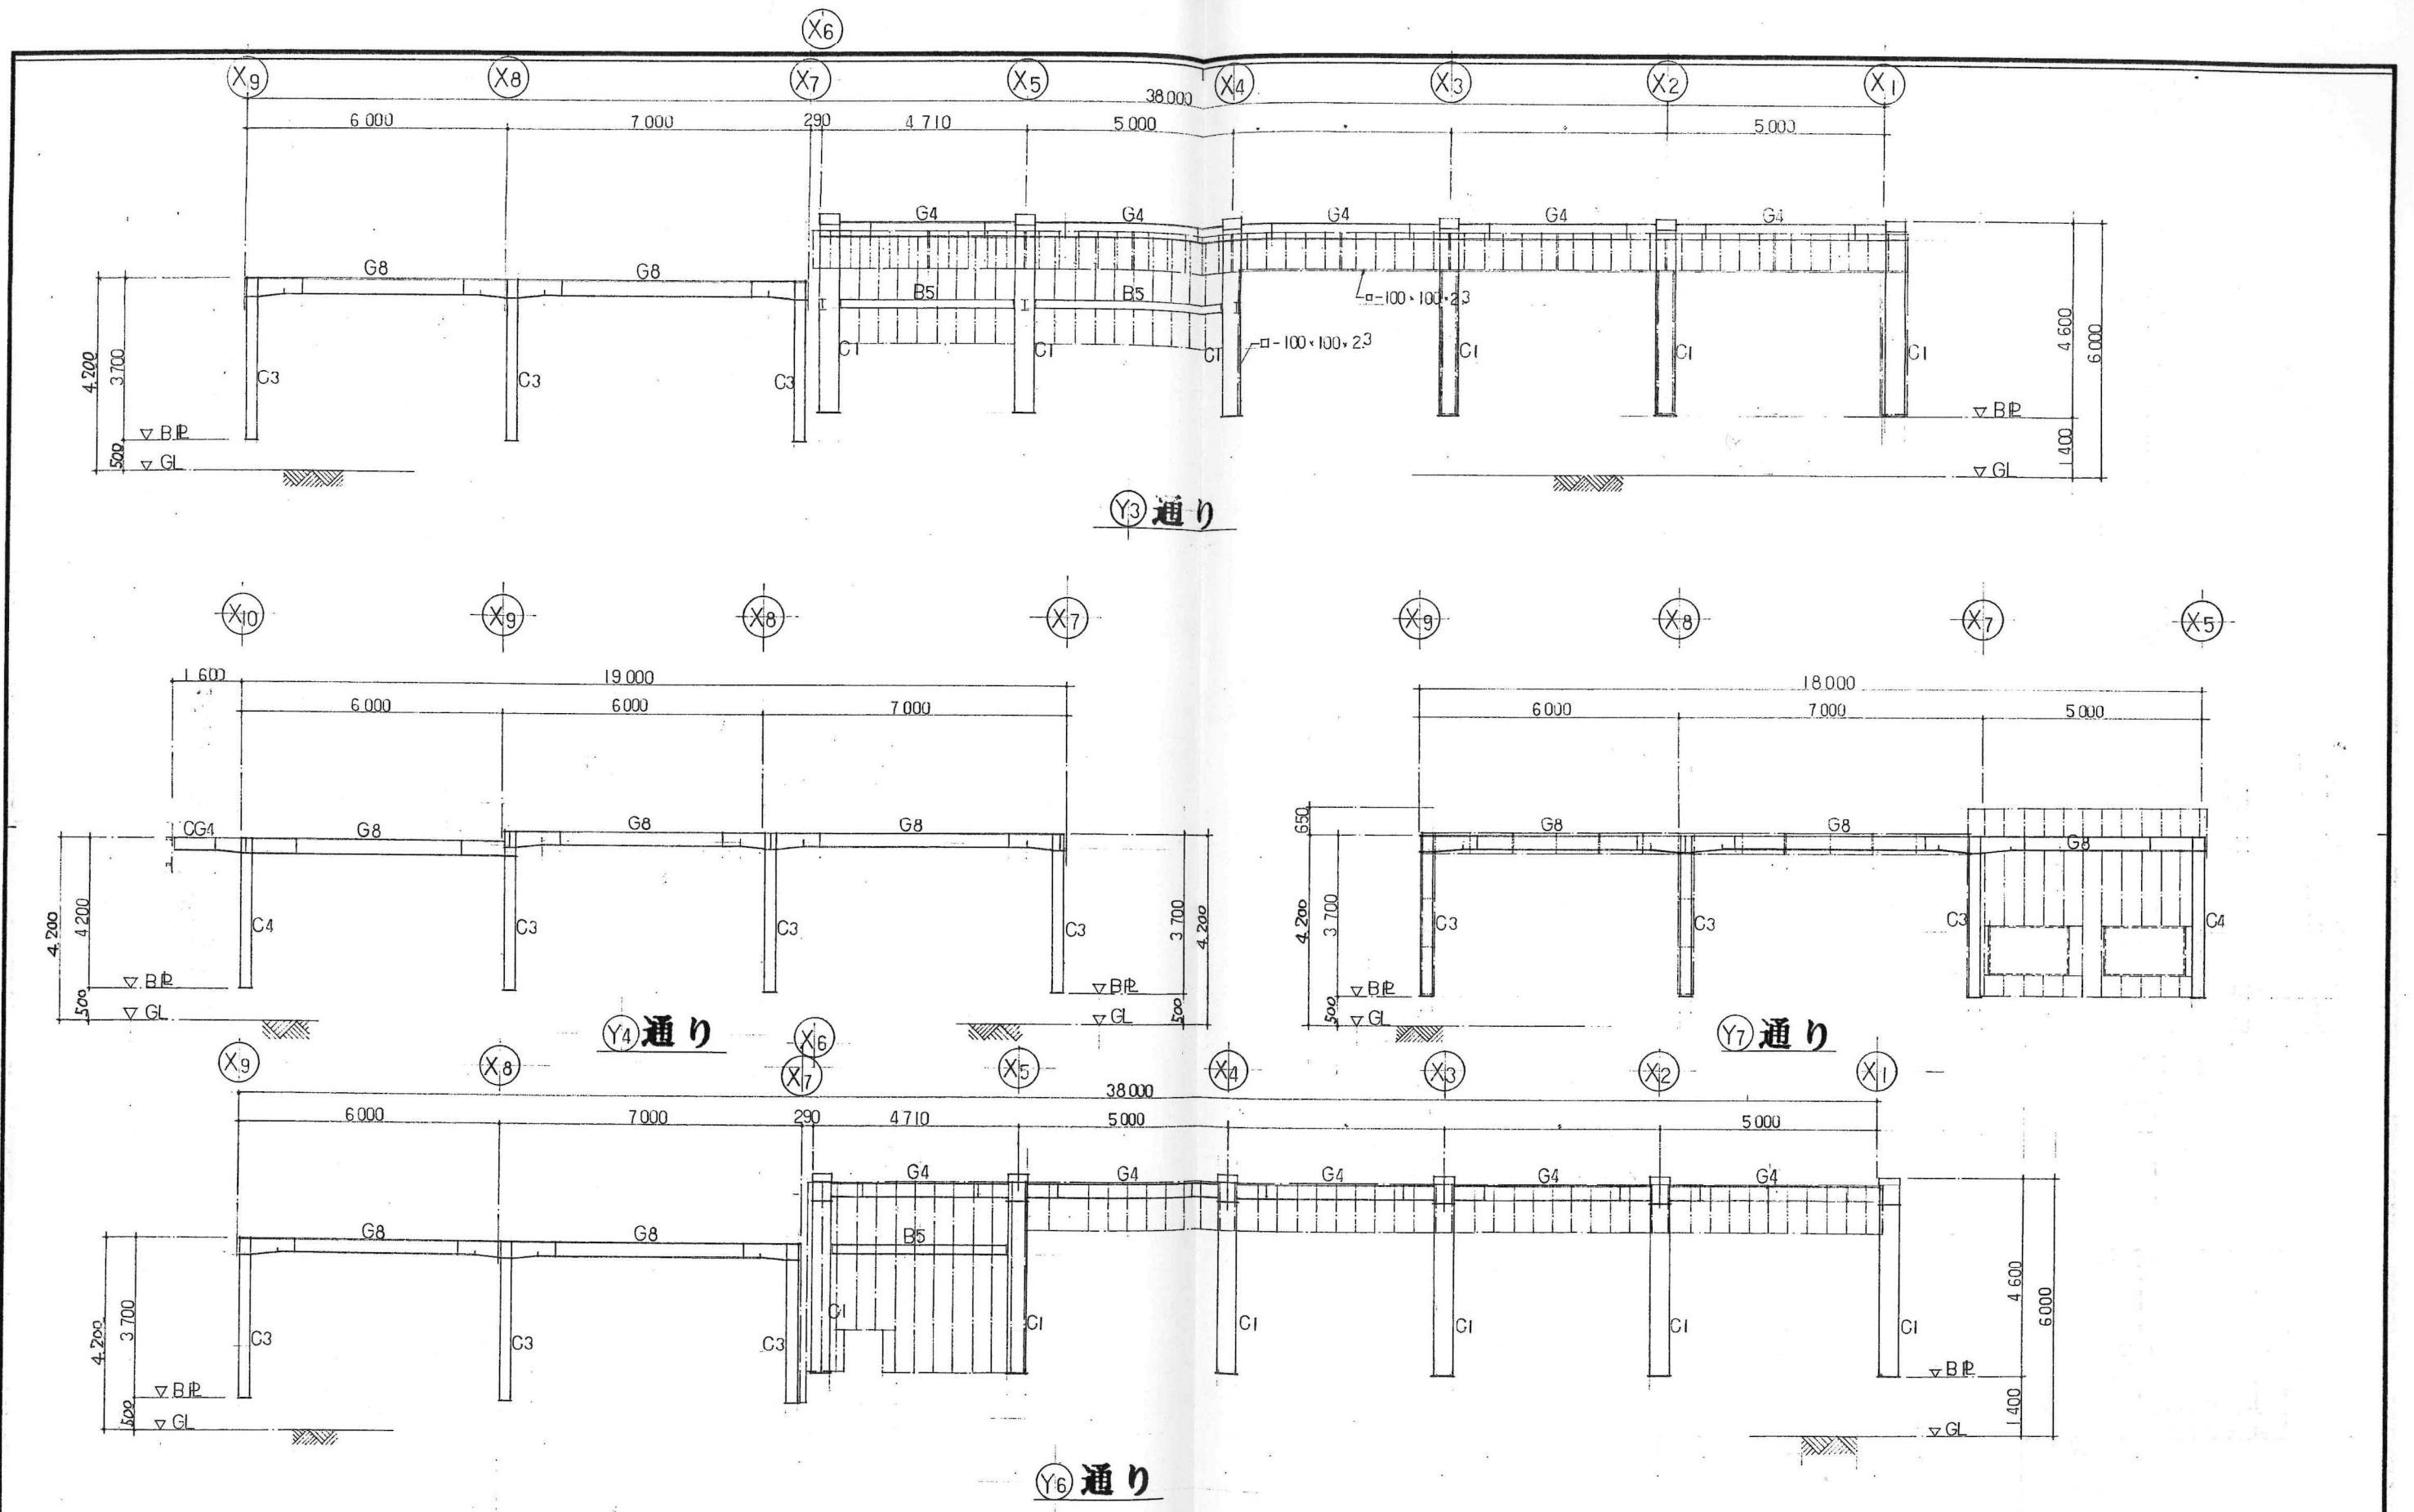 X6
X9 X8 X7 X5 X4 X3 X2 X1
38 000
6 000 7 000 290 4 710 5 000 5 000
G4 G4 G4 G4 G4
G8 G8
B5 B5
□-100×100×2.3
□-100×100×2.3
4 200 3 700 C3 C3 C3 C1 C1 C1 C1 C1 C1 4 600 6 000
▽ BPL ▽ BPL
500 ▽ GL 1 400 ▽ GL
Y3 通り
X10 X9 X8 X7
1 600 19 000
6 000 6 000 7 000
CG4 G8 G8 G8
4 200 4 200 C4 C3 C3 C3 3 700 4 200
▽ BPL ▽ BPL
500 ▽ GL ▽ GL 500
Y4 通り
X9 X8 X7 X5
18 000
6 000 7 000 5 000
650
G8 G8 G8
4 200 3 700 C3 C3 C3 C4
▽ BPL
500 ▽ GL
Y7 通り
X6
X9 X8 X7 X5 X4 X3 X2 X1
38 000
6 000 7 000 290 4 710 5 000 5 000
G4 G4 G4 G4 G4
G8 G8 B5
4 200 3 700 C3 C3 C3 C1 C1 C1 C1 C1 C1 4 600 6 000
▽ BPL ▽ BPL
500 ▽ GL 1 400 ▽ GL
Y6 通り